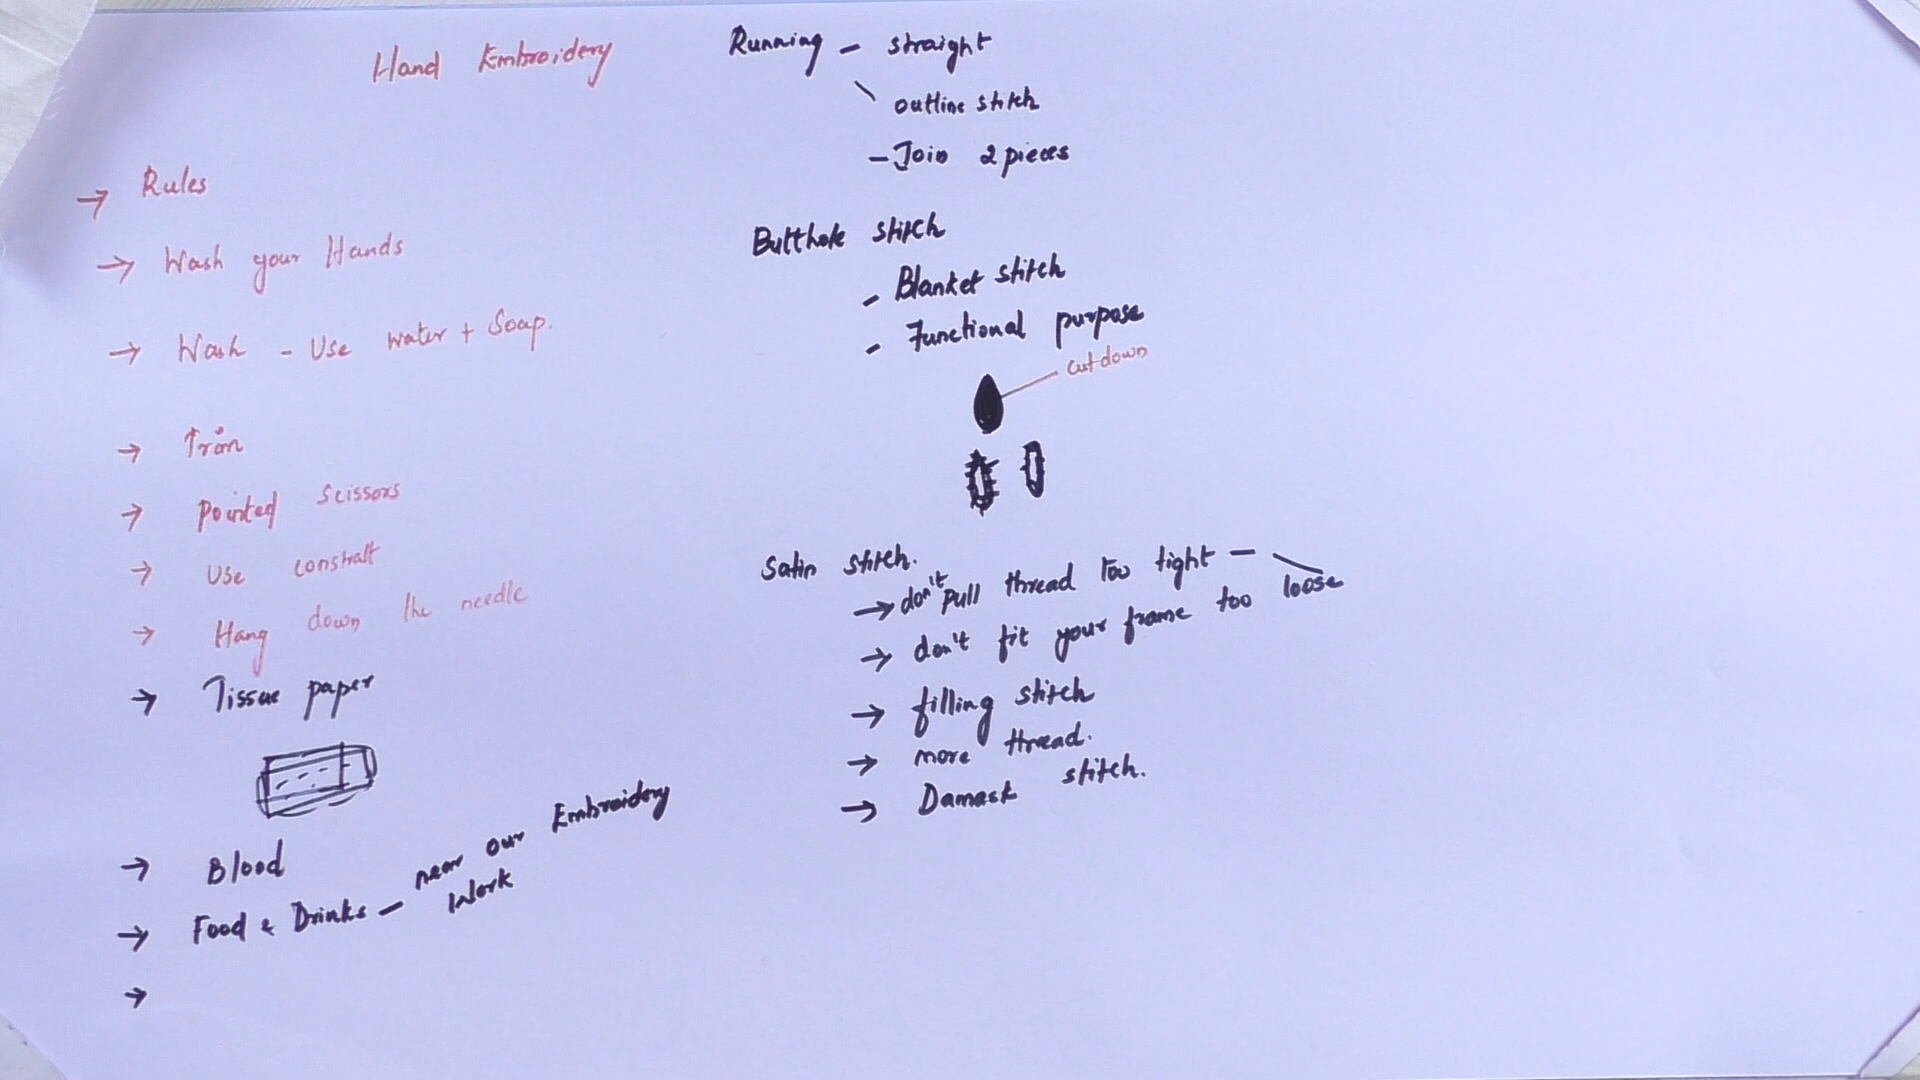 Hand Embroidery
→ Rules
→ Wash your Hands
→ Wash - Use water + Soap.
→ Iron
→ Pointed scissors
→ Use constratt
→ Hang down the needle
→ Tissue paper
→ Blood
→ Food & Drinks - near our Embroidery
work
→
Running - straight
outline stitch
- Join 2 pieces
Butthole stitch
- Blanket stitch
- Functional purpose
cut down
Satin stitch.
→ don't pull thread too tight -
→ don't fit your frame too loose
→ filling stitch
→ more thread.
→ Damask stitch.